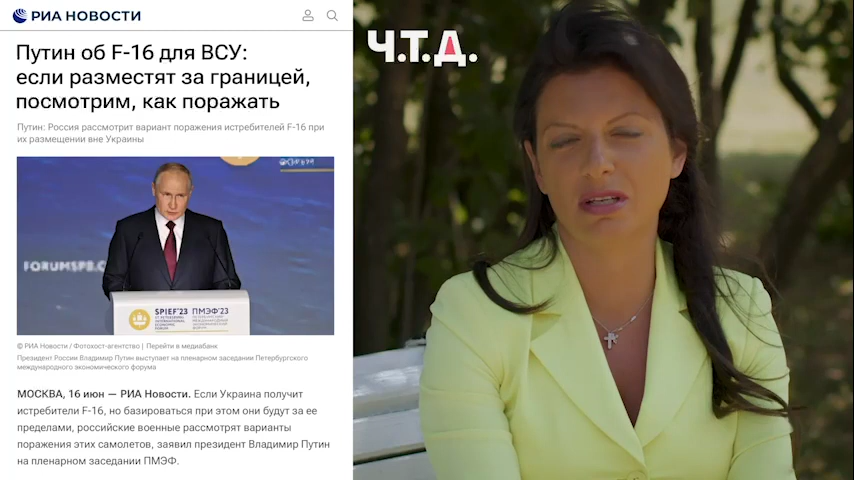 РИА НОВОСТИ
Путин об F-16 для ВСУ:
если разместят за границей,
посмотрим, как поражать
Путин: Россия рассмотрит вариант поражения истребителей F-16 при
их размещении вне Украины
FORUMSPB.C
SPIEF'23
ПМЭФ'23
© РИА Новости / Фотохост-агентство | Перейти в медиабанк
Президент России Владимир Путин выступает на пленарном заседании Петербургского
международного экономического форума
МОСКВА, 16 июн — РИА Новости. Если Украина получит
истребители F-16, но базироваться при этом они будут за ее
пределами, российские военные рассмотрят варианты
поражения этих самолетов, заявил президент Владимир Путин
на пленарном заседании ПМЭФ.
Ч.Т.Д.